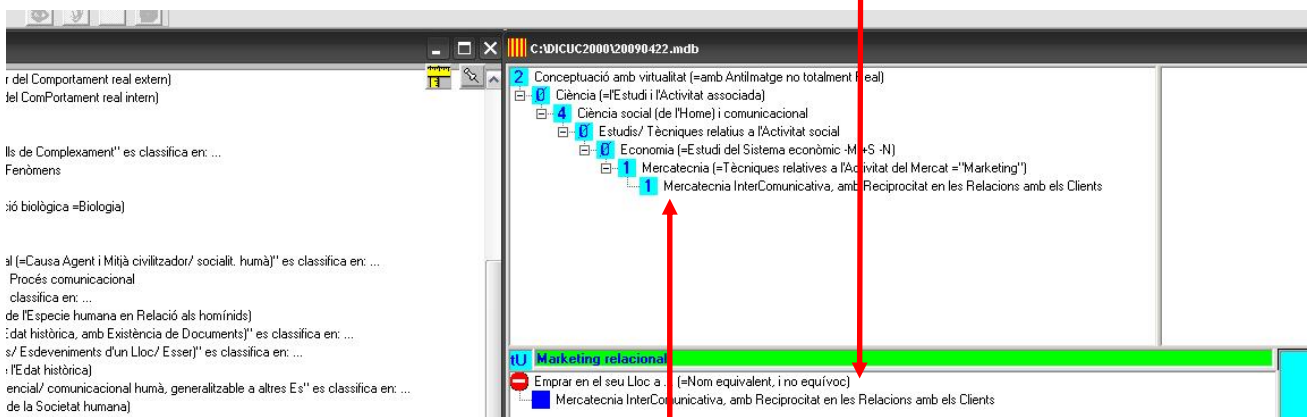 C:\DICUC2000\20090422.mdb
r del Comportament real extern)
del ComPortament real intern)
lls de Complexament" es classifica en: ...
Fenòmens
ió biològica =Biologia)
al (=Causa Agent i Mitjà civilitzador/ socialit. humà)" es classifica en: ...
Procés comunicacional
classifica en: ...
de l'Especie humana en Relació als homínids)
Edat històrica, amb Existència de Documents)" es classifica en: ...
s/ Esdeveniments d'un Lloc/ Esser)" es classifica en: ...
l'Edat històrica)
encial/ comunicacional humà, generalitzable a altres Es" es classifica en: ...
de la Societat humana)
2 Conceptuació amb virtualitat (=amb AntiImatge no totalment Real)
0 Ciència (=l'Estudi i l'Activitat associada)
4 Ciència social (de l'Home) i comunicacional
0 Estudis/ Tècniques relatius a l'Activitat social
0 Economia (=Estudi del Sistema econòmic -M +S -N)
1 Mercatecnia (=Tècniques relatives a l'Activitat del Mercat ="Marketing")
1 Mercatecnia InterComunicativa, amb Reciprocitat en les Relacions amb els Clients
tU Marketing relacional
Emprar en el seu Lloc a ... (=Nom equivalent, i no equívoc)
Mercatecnia InterComunicativa, amb Reciprocitat en les Relacions amb els Clients